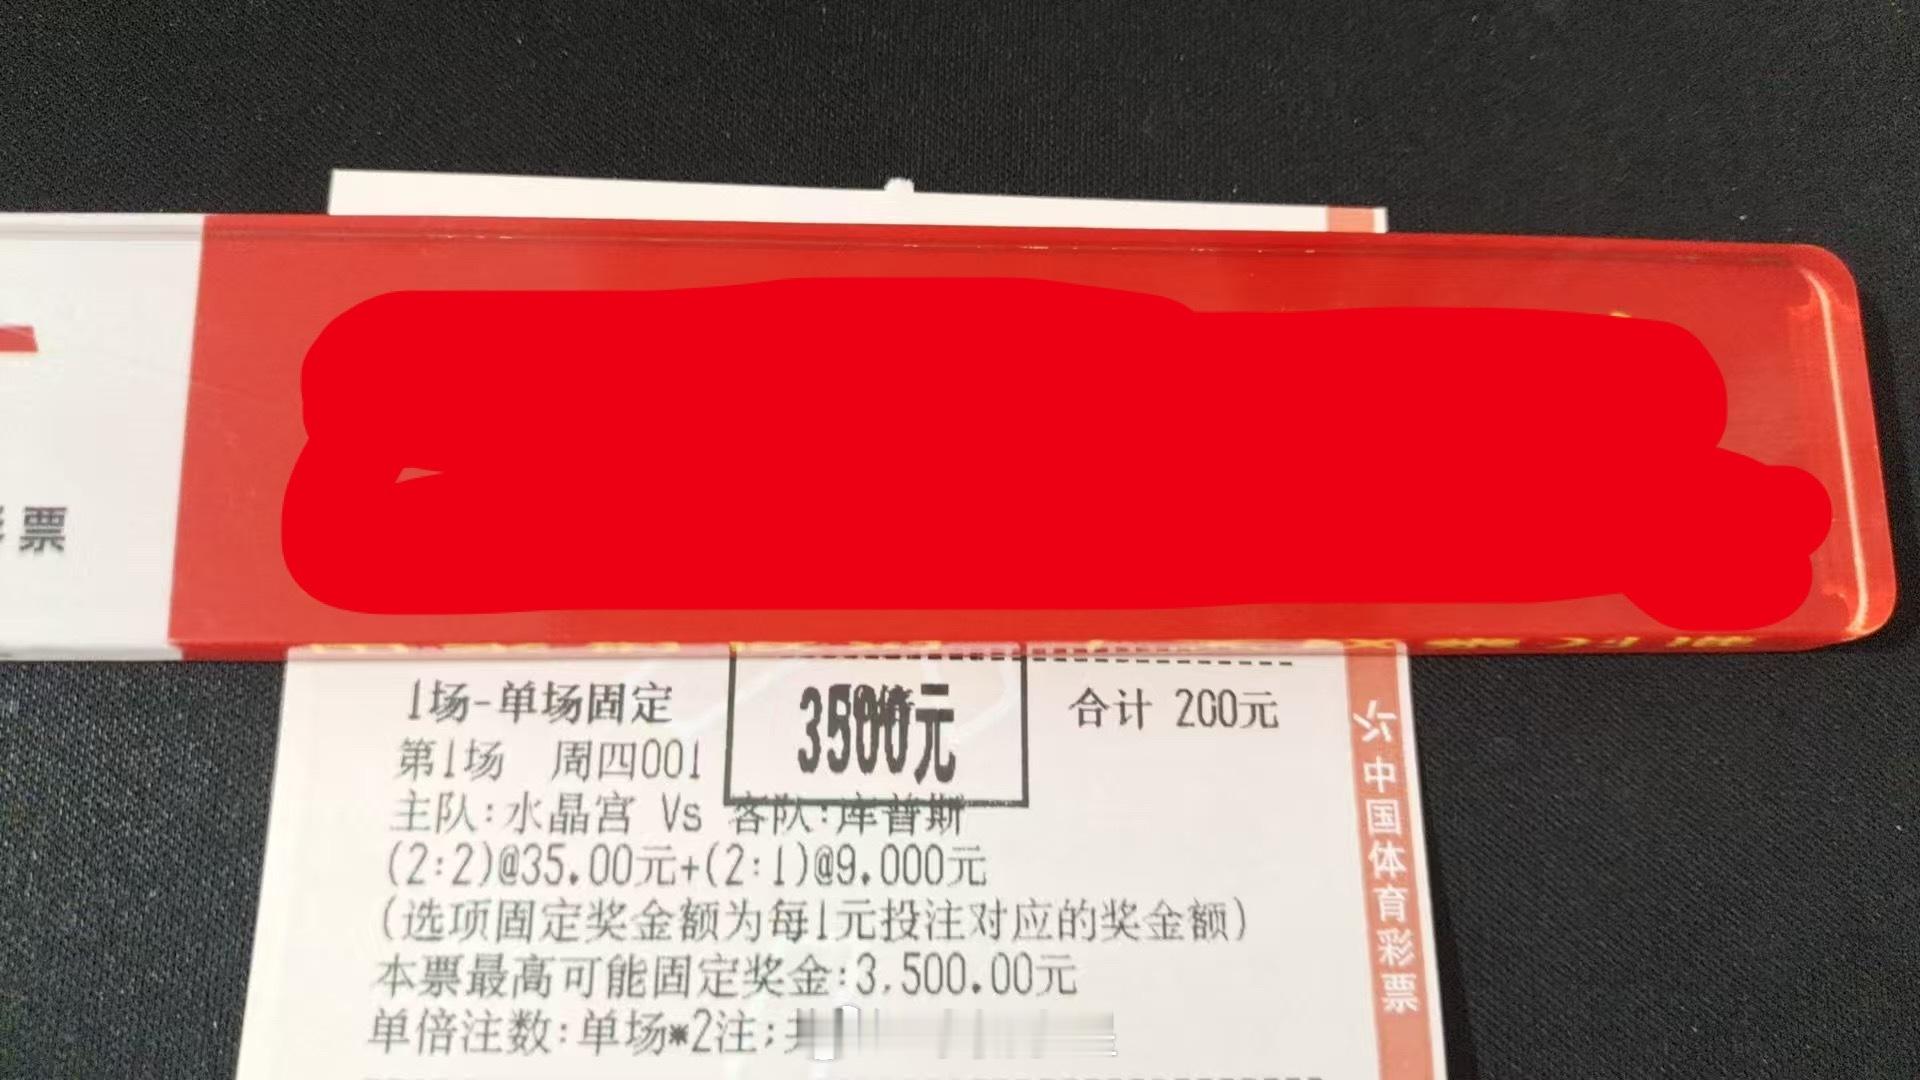 票
1场-单场固定
3500元
合计 200元
第1场 周四001
主队:水晶宫 Vs 客队:库普斯
(2:2)@35.00元+(2:1)@9.000元
(选项固定奖金额为每1元投注对应的奖金额)
本票最高可能固定奖金:3,500.00元
单倍注数:单场*2注;
中国体育彩票